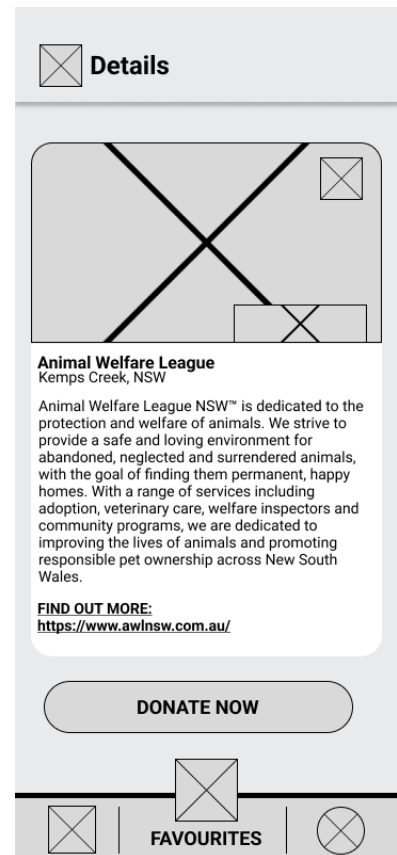 Details
Animal Welfare League
Kemps Creek, NSW
Animal Welfare League NSW™ is dedicated to the
protection and welfare of animals. We strive to
provide a safe and loving environment for
abandoned, neglected and surrendered animals,
with the goal of finding them permanent, happy
homes. With a range of services including
adoption, veterinary care, welfare inspectors and
community programs, we are dedicated to
improving the lives of animals and promoting
responsible pet ownership across New South
Wales.
FIND OUT MORE:
https://www.awlnsw.com.au/
DONATE NOW
FAVOURITES